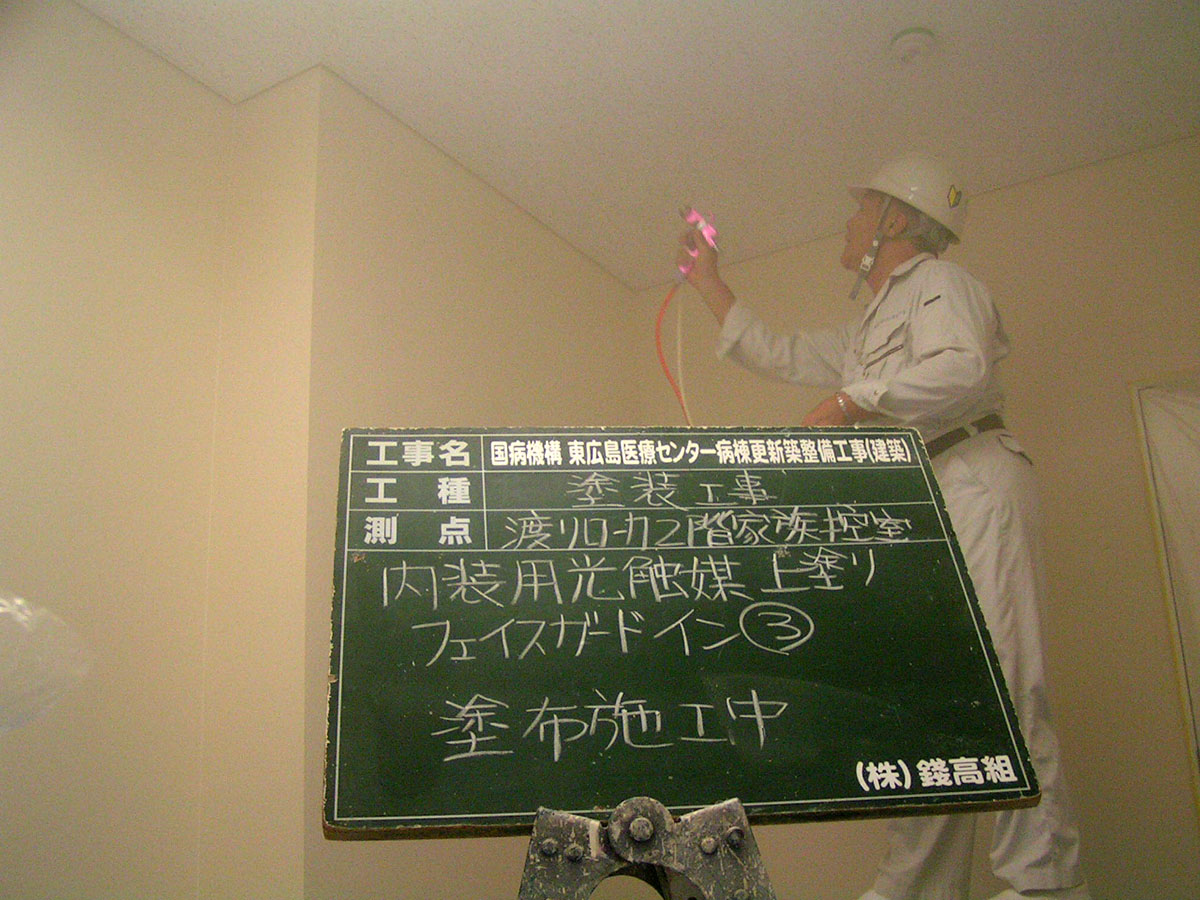 工事名 国病機構 東広島医療センター病棟更新築整備工事(建築)
工種 塗装工事
測点 渡リローカ2階家族控室
内装用光触媒上塗リ
フェイスガードイン③
塗布施工中
(株)錢高組